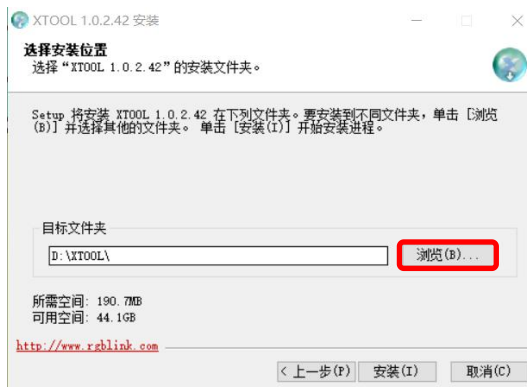 XTOOL 1.0.2.42 安装
选择安装位置
选择“XTOOL 1.0.2.42”的安装文件夹。
Setup 将安装 XTOOL 1.0.2.42 在下列文件夹。要安装到不同文件夹，单击 [浏览
(B)] 并选择其他的文件夹。 单击 [安装(I)] 开始安装进程。
目标文件夹
D:\XTOOL\
浏览(B)...
所需空间: 190.7MB
可用空间: 44.1GB
http://www.rgblink.com
< 上一步(P) 安装(I) 取消(C)